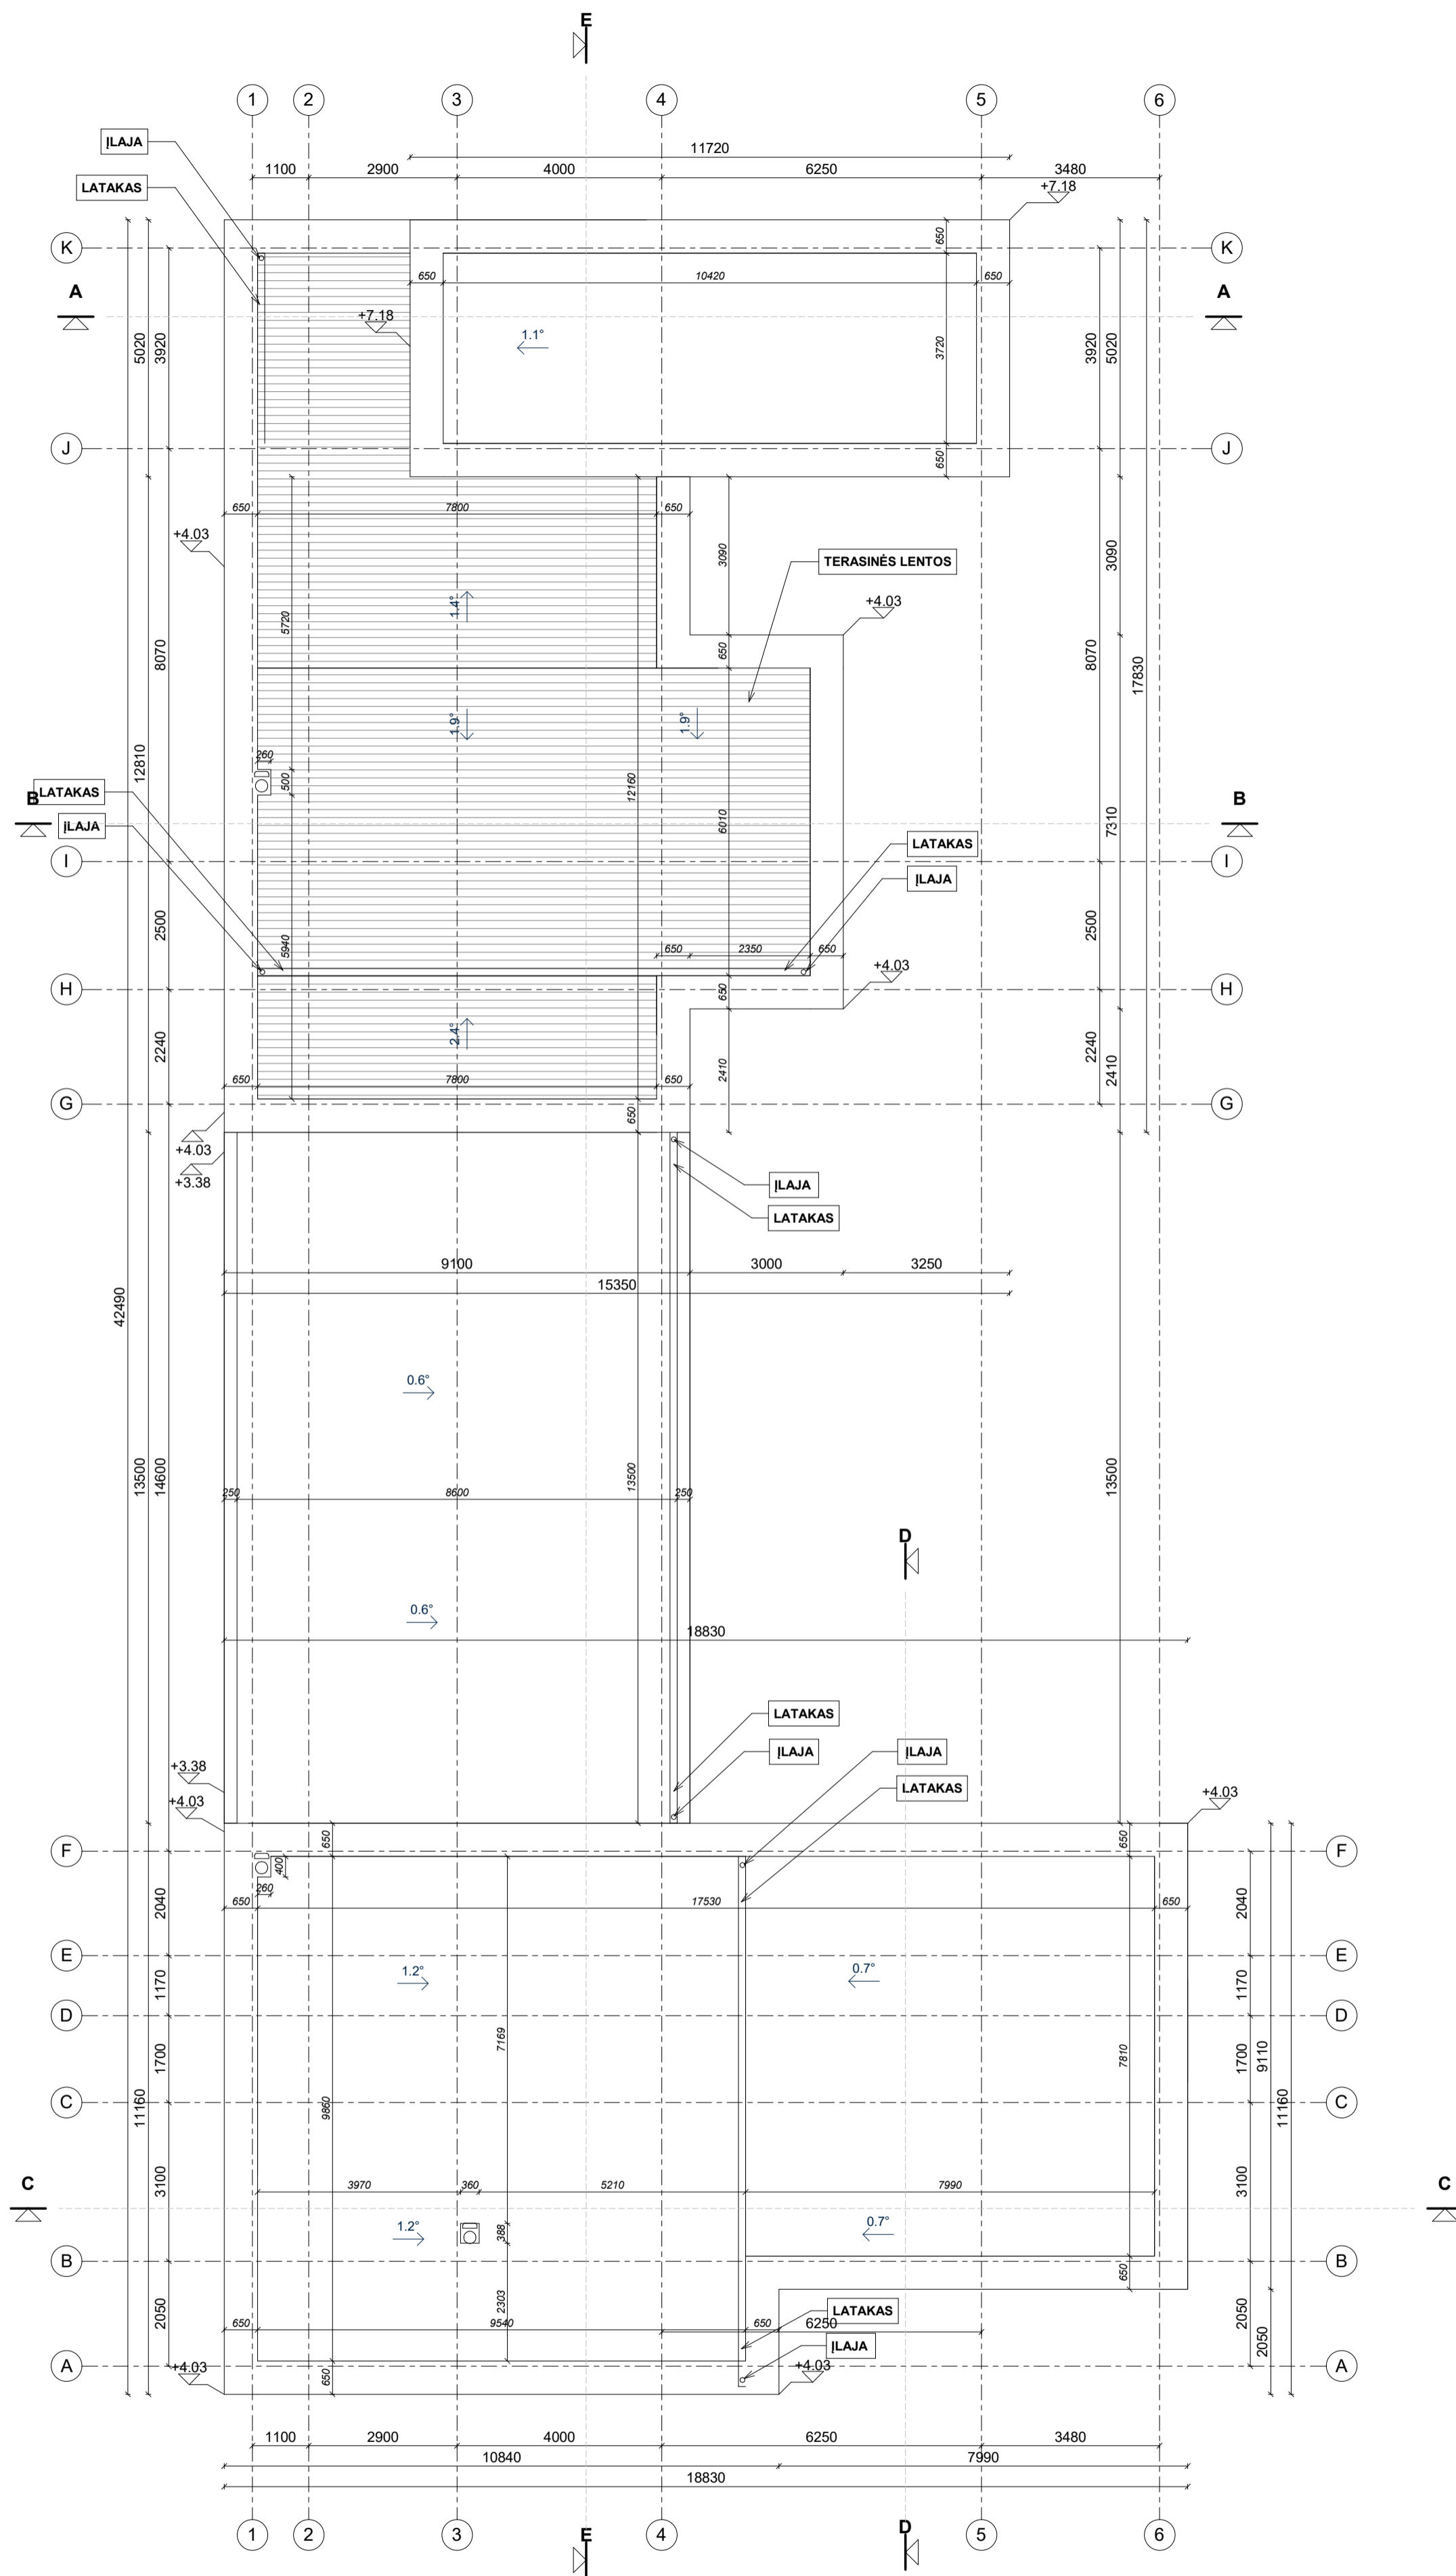 E
1 2 3 4 5 6
ĮLAJA
11720
1100 2900 4000 6250 3480
LATAKAS
+7.18
K K
650
650 10420 650
A A
+7.18
1.1°
5020 3920 3720 3920 5020
J J
650
650 7800 650
+4.03
3090 3090
TERASINĖS LENTOS
1.4° +4.03
5720
8070 650 8070
17830
1.9° 1.9°
260
12810 500 12160
LATAKAS
B B
6010 7310
ĮLAJA
LATAKAS
I I
ĮLAJA
2500 2500
5940 650 2350 650
+4.03
H H
650
2.4°
2240 2240 2410
650 7800 650 2410
G G
650
+4.03
+3.38
ĮLAJA
LATAKAS
9100 3000 3250
15350
42490
0.6°
13500 14600 13500 13500
250 8600 250
D
0.6°
18830
LATAKAS
+3.38 ĮLAJA ĮLAJA
LATAKAS
+4.03 +4.03
650 650
F F
400
260
650 17530 650
2040 2040
E E
1.2° 0.7°
1170 1170
D D
7169 7810
1700 1700 9110
C C
11160 9860 11160
C C
3970 360 5210 7990
3100 3100
1.2° 388 0.7°
B B
650
2303
LATAKAS
650 9540 650 6250
2050 2050 2050
ĮLAJA
A A
+4.03 650 +4.03
1100 2900 4000 6250 3480
10840 7990
18830
E D
1 2 3 4 5 6